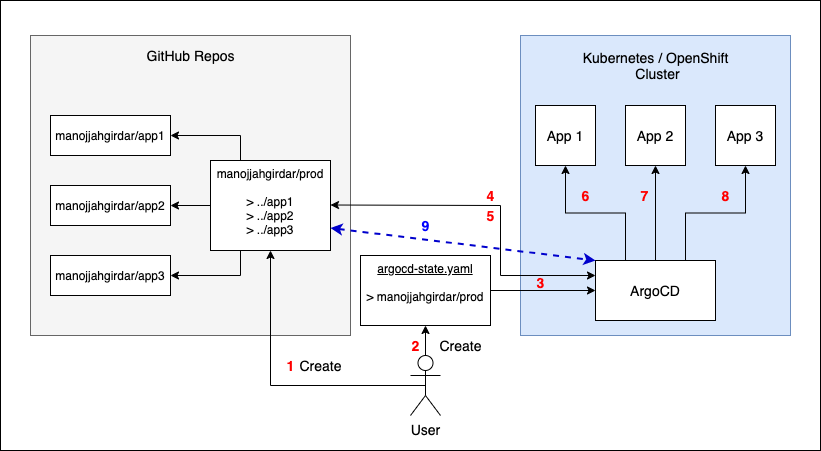 GitHub Repos
manojjahgirdar/app1
manojjahgirdar/app2
manojjahgirdar/app3
manojjahgirdar/prod
> ../app1
> ../app2
> ../app3
Kubernetes / OpenShift
Cluster
App 1
App 2
App 3
6
7
8
4
5
9
3
ArgoCD
argocd-state.yaml
> manojjahgirdar/prod
2
Create
1 Create
User